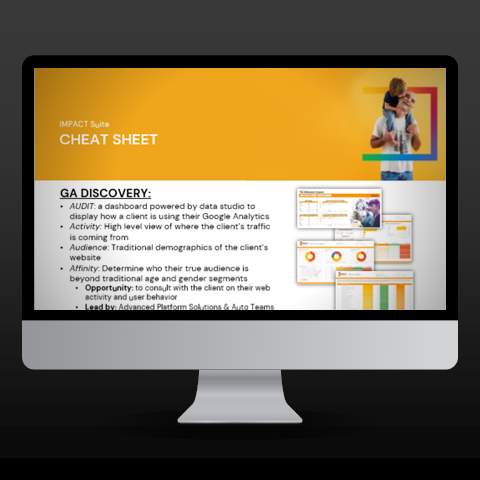 IMPACT Suite
CHEAT SHEET
GA DISCOVERY:
• AUDIT: a dashboard powered by data studio to
display how a client is using their Google Analytics
• Activity: High level view of where the client's traffic
is coming from
• Audience: Traditional demographics of the client's
website
• Affinity: Determine who their true audience is
beyond traditional age and gender segments
• Opportunity: to consult with the client on their web
activity and user behavior
• Lead by: Advanced Platform Solutions & Auto Teams